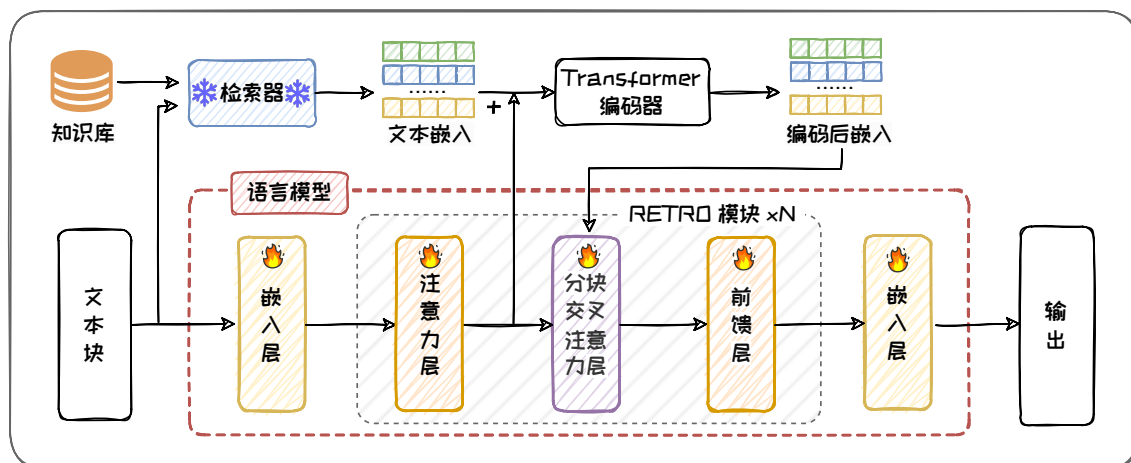 知识库
检索器
......
+
文本嵌入
Transformer
编码器
......
编码后嵌入
语言模型
RETRO 模块 xN
文本块
嵌入层
注意力层
分块
交叉
注意
力层
前馈层
嵌入层
输出